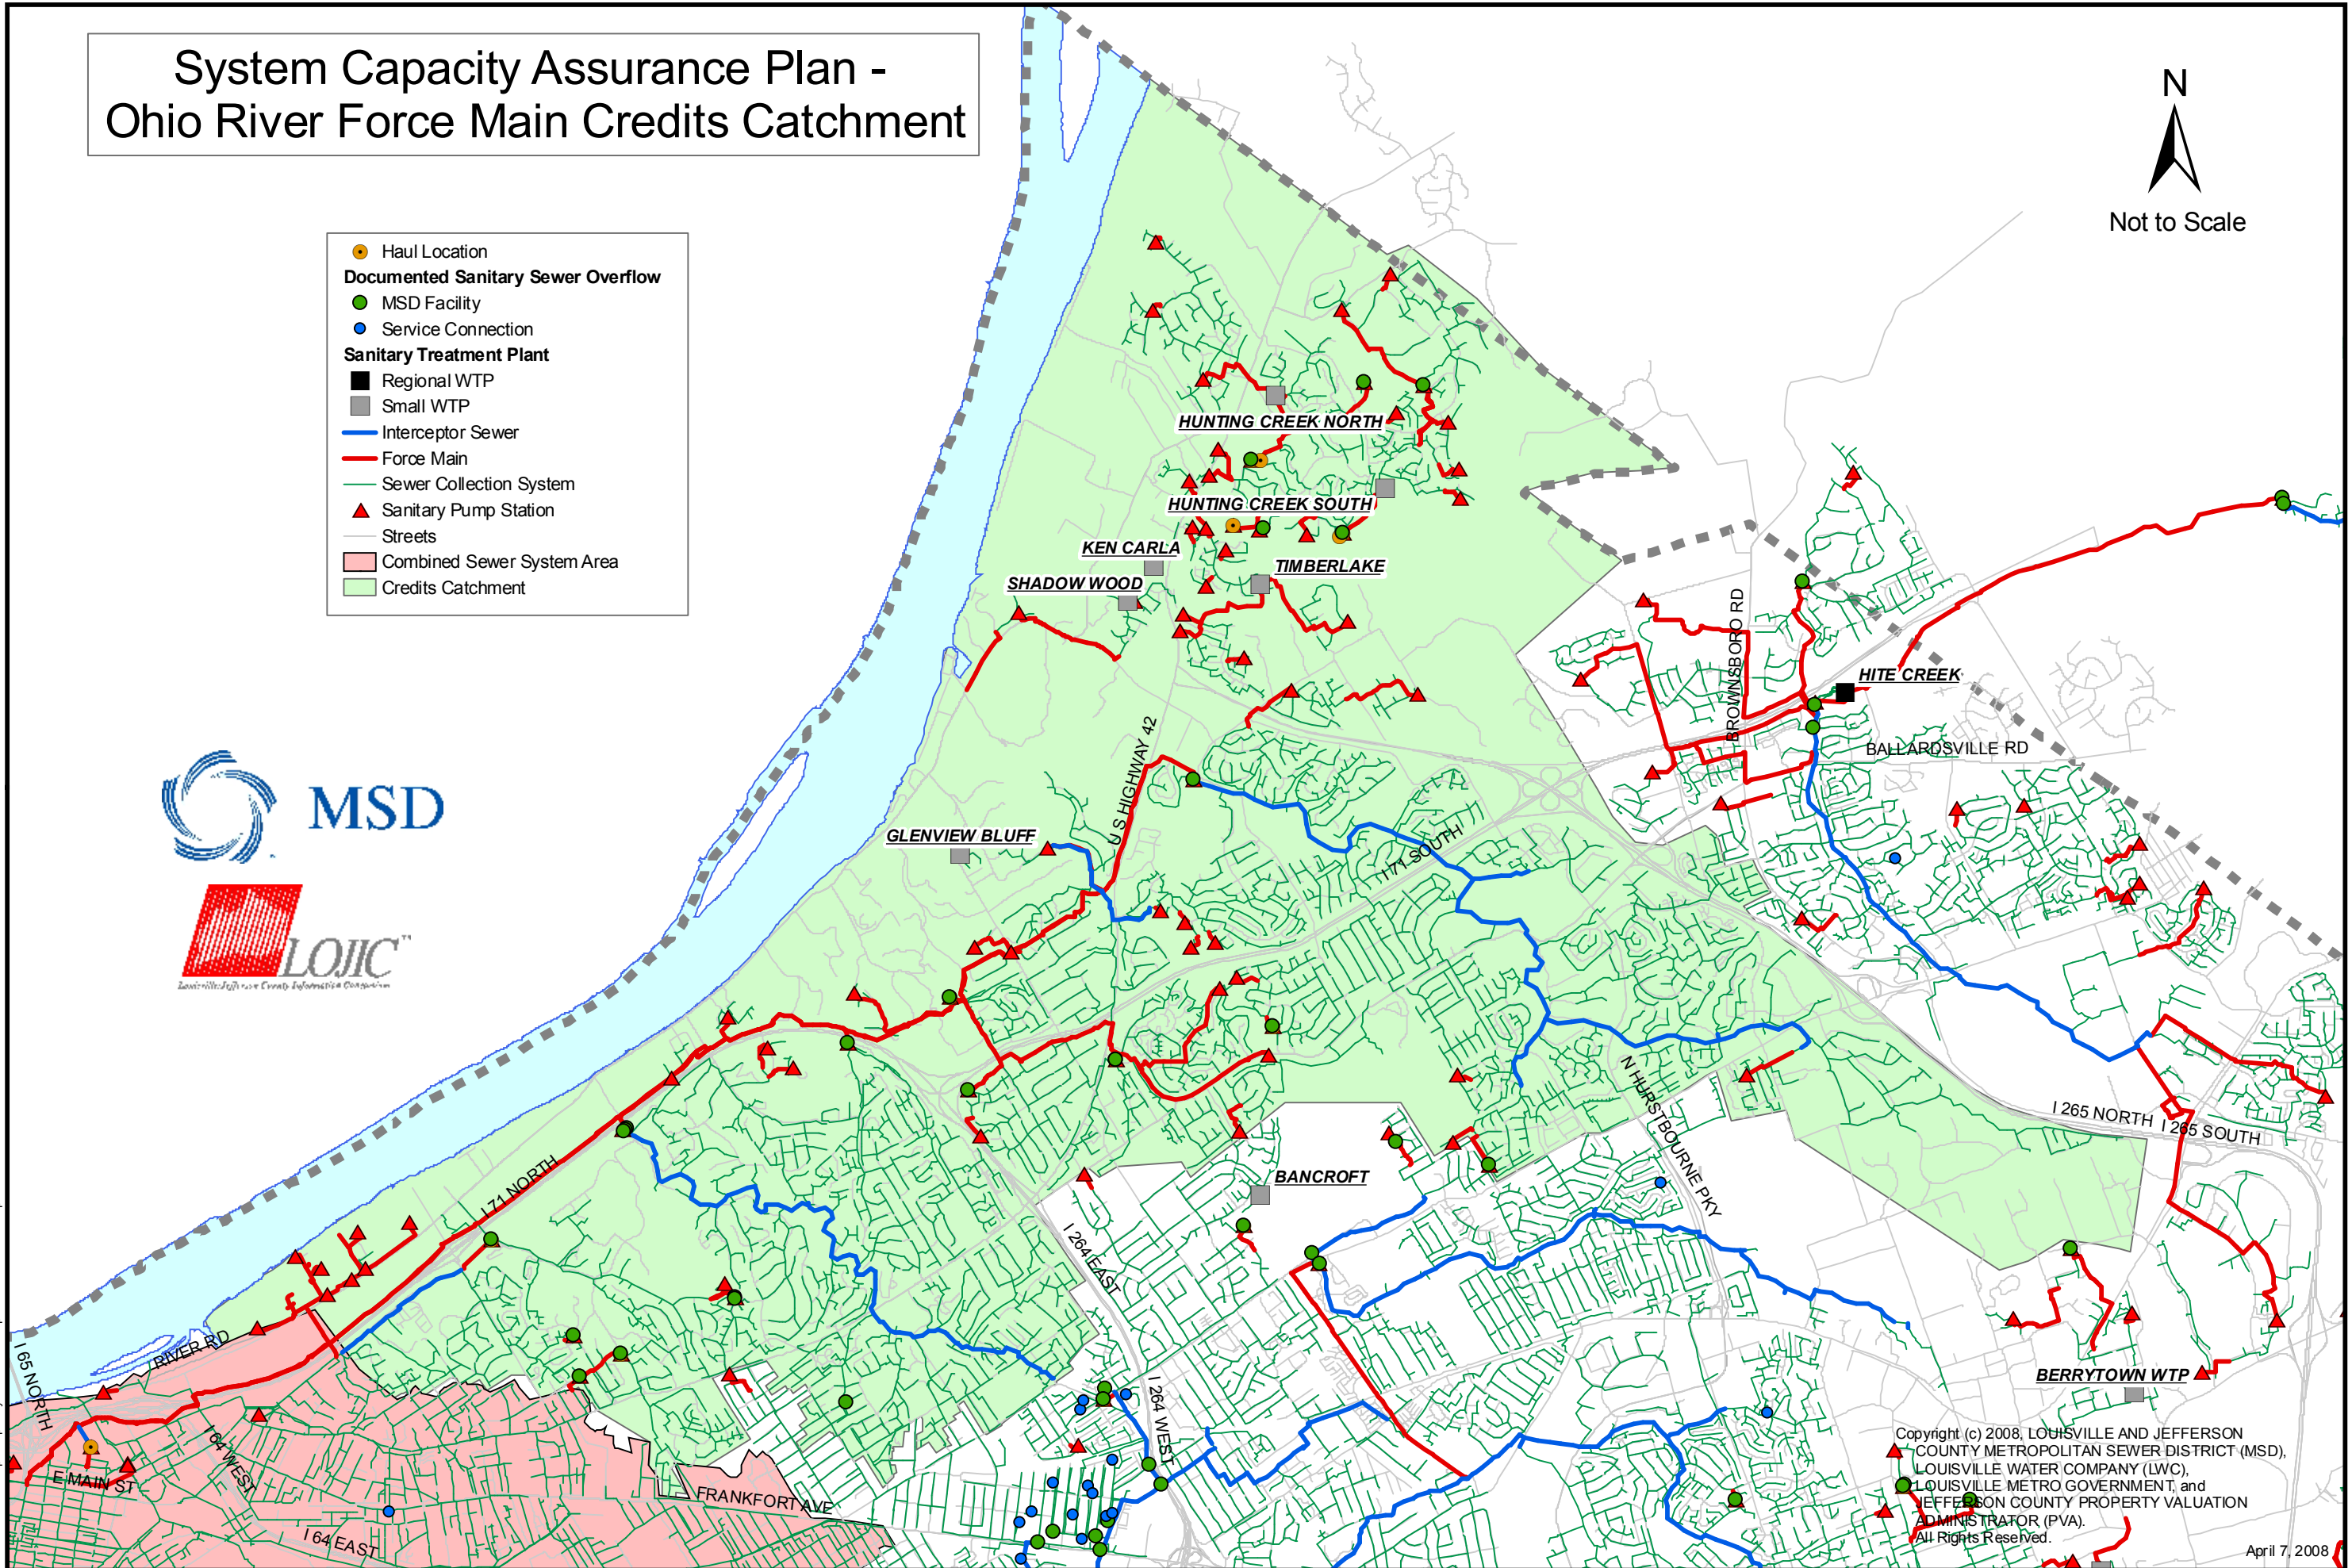 System Capacity Assurance Plan -
Ohio River Force Main Credits Catchment
N
Not to Scale
Haul Location
Documented Sanitary Sewer Overflow
MSD Facility
Service Connection
Sanitary Treatment Plant
Regional WTP
Small WTP
Interceptor Sewer
Force Main
Sewer Collection System
Sanitary Pump Station
Streets
Combined Sewer System Area
Credits Catchment
HUNTING CREEK NORTH
HUNTING CREEK SOUTH
KEN CARLA
TIMBERLAKE
SHADOW WOOD
BROWNSBORO RD
HITE CREEK
BALLARDSVILLE RD
U S HIGHWAY 42
MSD
GLENVIEW BLUFF
I 71 SOUTH
LOJIC™
Louisville/Jefferson County Information Consortium
N HURSTBOURNE PKY
I 265 NORTH
I 265 SOUTH
I 71 NORTH
BANCROFT
I 264 EAST
RIVER RD
I 65 NORTH
I 264 WEST
BERRYTOWN WTP
I 64 WEST
E MAIN ST
FRANKFORT AVE
I 64 EAST
Copyright (c) 2008, LOUISVILLE AND JEFFERSON
COUNTY METROPOLITAN SEWER DISTRICT (MSD),
LOUISVILLE WATER COMPANY (LWC),
LOUISVILLE METRO GOVERNMENT, and
JEFFERSON COUNTY PROPERTY VALUATION
ADMINISTRATOR (PVA).
All Rights Reserved.
April 7, 2008